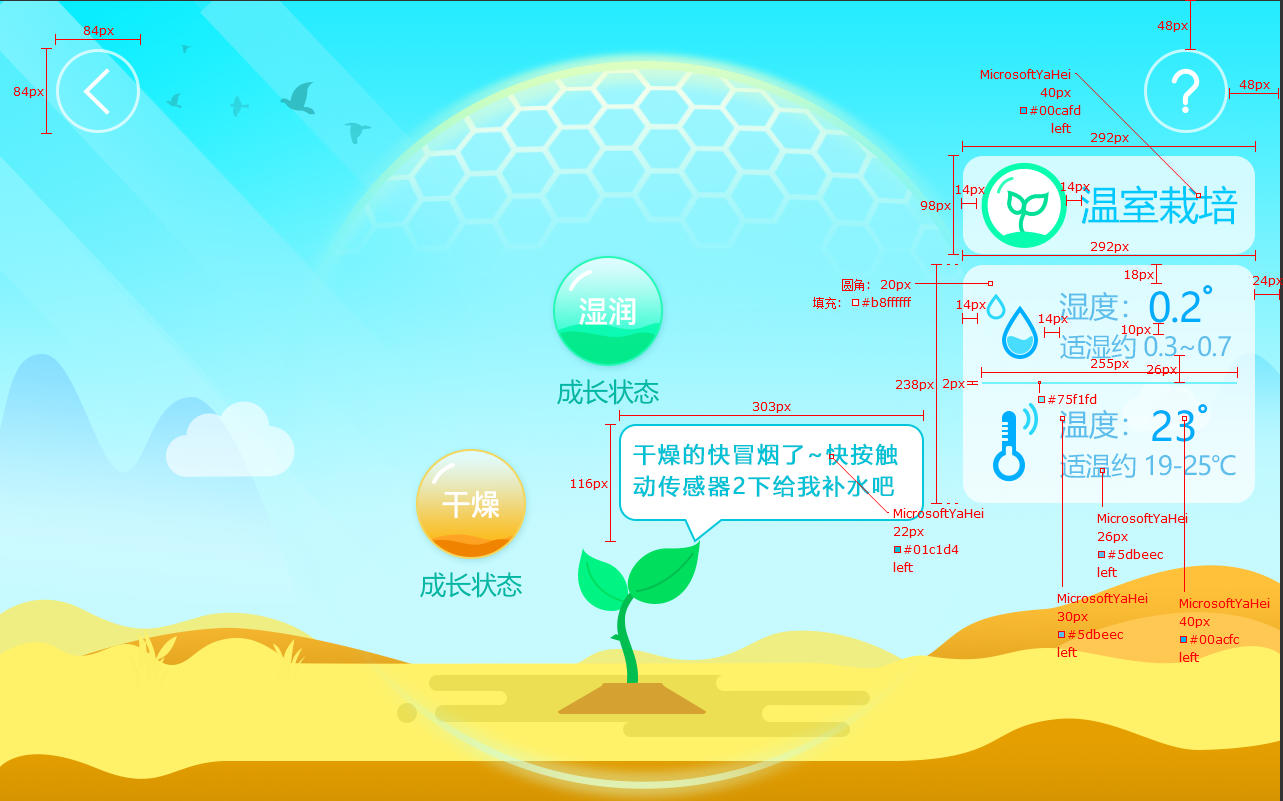 84px
84px
48px
48px
?
MicrosoftYaHei
40px
#00cafd
left
292px
14px
14px
98px
温室栽培
292px
18px
24px
圆角： 20px
填充： #b8ffffff
14px
14px
湿度： 0.2°
10px
适湿约 0.3~0.7
255px
26px
238px
2px
#75f1fd
湿润
成长状态
303px
温度： 23°
适温约 19-25℃
干燥的快冒烟了~快按触
动传感器2下给我补水吧
116px
干燥
成长状态
MicrosoftYaHei
22px
#01c1d4
left
MicrosoftYaHei
26px
#5dbeec
left
MicrosoftYaHei
30px
#5dbeec
left
MicrosoftYaHei
40px
#00acfc
left